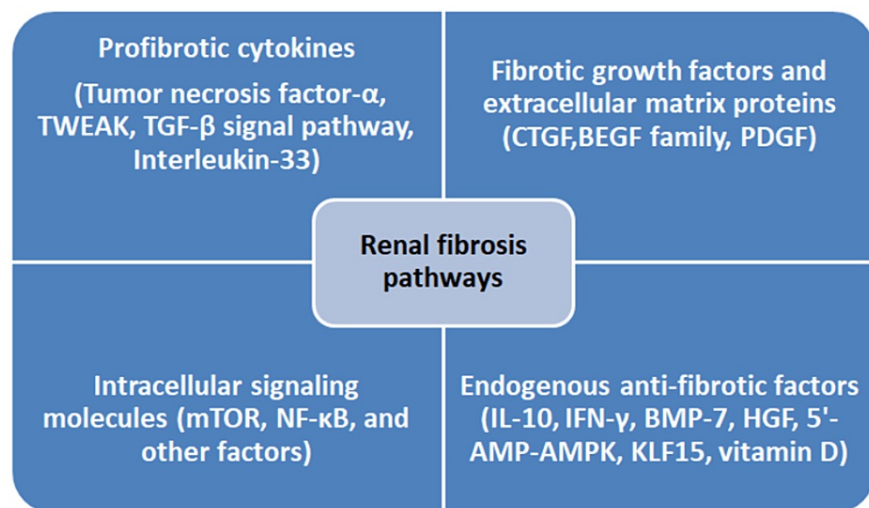 Profibrotic cytokines
(Tumor necrosis factor-α,
TWEAK, TGF-β signal pathway,
Interleukin-33)
Fibrotic growth factors and
extracellular matrix proteins
(CTGF,BEGF family, PDGF)
Renal fibrosis
pathways
Intracellular signaling
molecules (mTOR, NF-κB, and
other factors)
Endogenous anti-fibrotic factors
(IL-10, IFN-γ, BMP-7, HGF, 5'-
AMP-AMPK, KLF15, vitamin D)